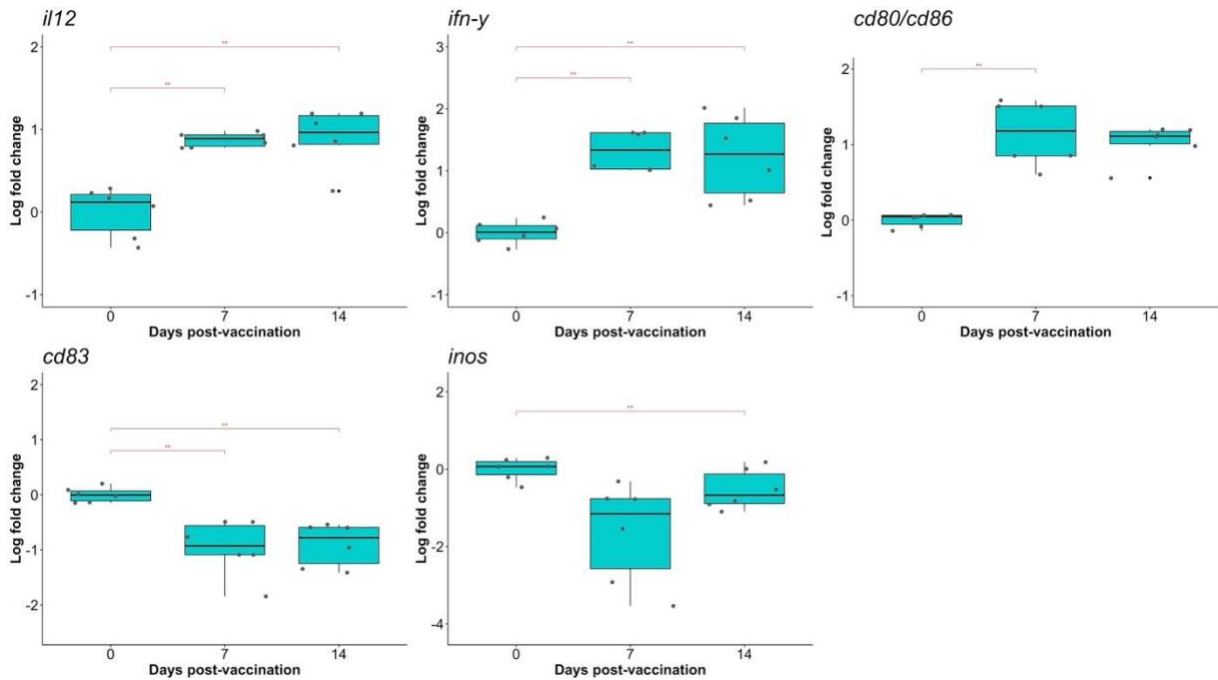 il12
**
**
Log fold change
2
1
0
-1
0 7 14
Days post-vaccination
ifn-y
**
**
Log fold change
3
2
1
0
-1
0 7 14
Days post-vaccination
cd80/cd86
**
Log fold change
2
1
0
-1
0 7 14
Days post-vaccination
cd83
**
**
Log fold change
2
1
0
-1
-2
0 7 14
Days post-vaccination
inos
**
Log fold change
2
0
-2
-4
0 7 14
Days post-vaccination